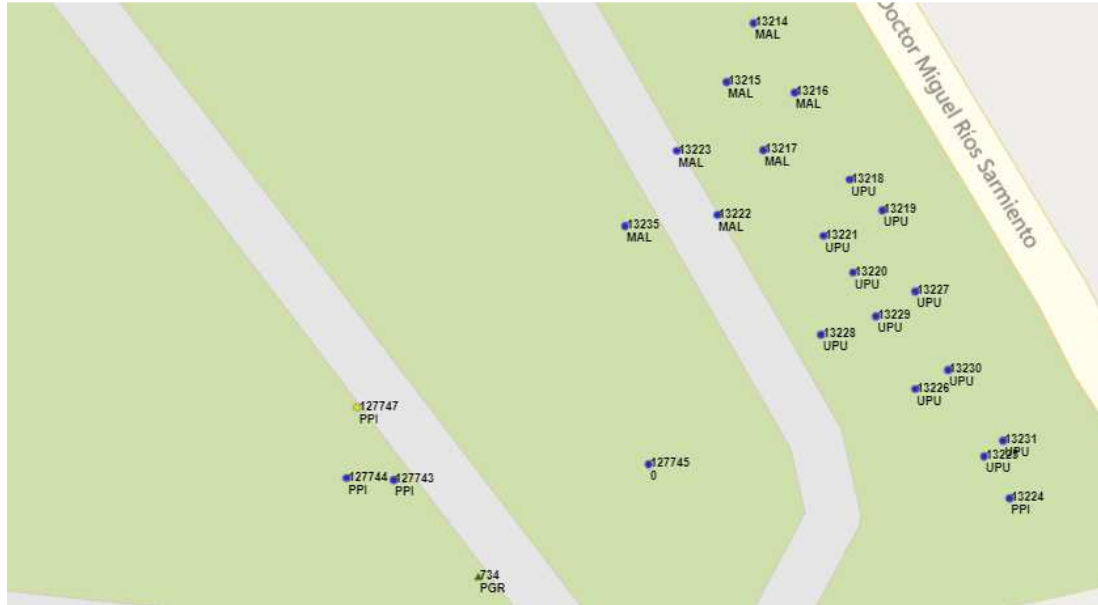 13214
MAL
Doctor Miguel Ríos Sarmiento
13215
MAL
13216
MAL
13223
MAL
13217
MAL
13218
UPU
13219
UPU
13222
MAL
13235
MAL
13221
UPU
13220
UPU
13227
UPU
13229
UPU
13228
UPU
13230
UPU
13226
UPU
127747
PPI
13231
UPU
13225
UPU
127745
0
127744
PPI
127743
PPI
13224
PPI
734
PGR